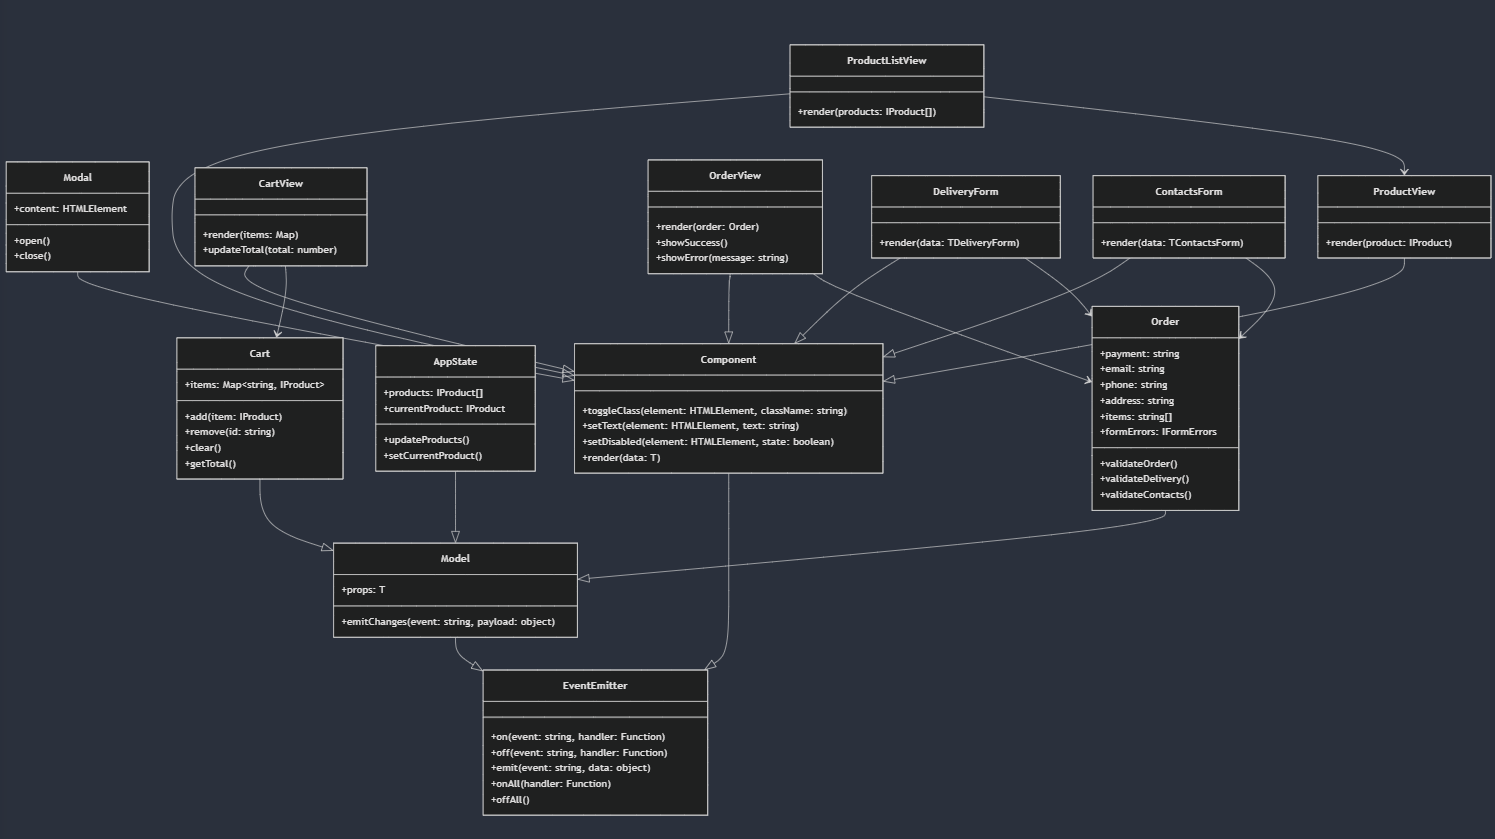 ProductListView
+render(products: IProduct[])
Modal
+content: HTMLElement
+open()
+close()
CartView
+render(items: Map)
+updateTotal(total: number)
OrderView
+render(order: Order)
+showSuccess()
+showError(message: string)
DeliveryForm
+render(data: TDeliveryForm)
ContactsForm
+render(data: TContactsForm)
ProductView
+render(product: IProduct)
Cart
+items: Map<string, IProduct>
+add(item: IProduct)
+remove(id: string)
+clear()
+getTotal()
AppState
+products: IProduct[]
+currentProduct: IProduct
+updateProducts()
+setCurrentProduct()
Component
+toggleClass(element: HTMLElement, className: string)
+setText(element: HTMLElement, text: string)
+setDisabled(element: HTMLElement, state: boolean)
+render(data: T)
Order
+payment: string
+email: string
+phone: string
+address: string
+items: string[]
+formErrors: IFormErrors
+validateOrder()
+validateDelivery()
+validateContacts()
Model
+props: T
+emitChanges(event: string, payload: object)
EventEmitter
+on(event: string, handler: Function)
+off(event: string, handler: Function)
+emit(event: string, data: object)
+onAll(handler: Function)
+offAll()